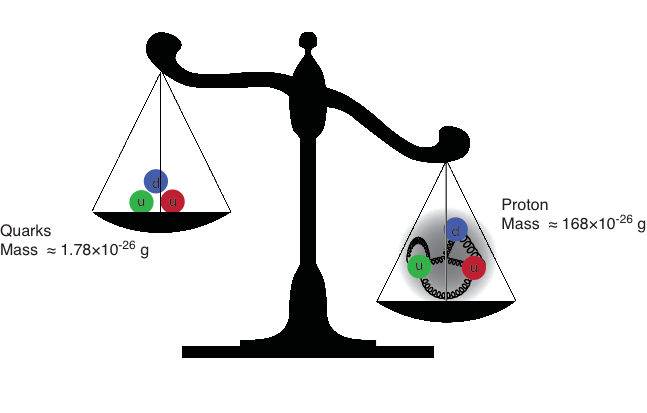 d
u u
Quarks
Mass ≈ 1.78×10⁻²⁶ g
Proton
Mass ≈ 168×10⁻²⁶ g
d
u u